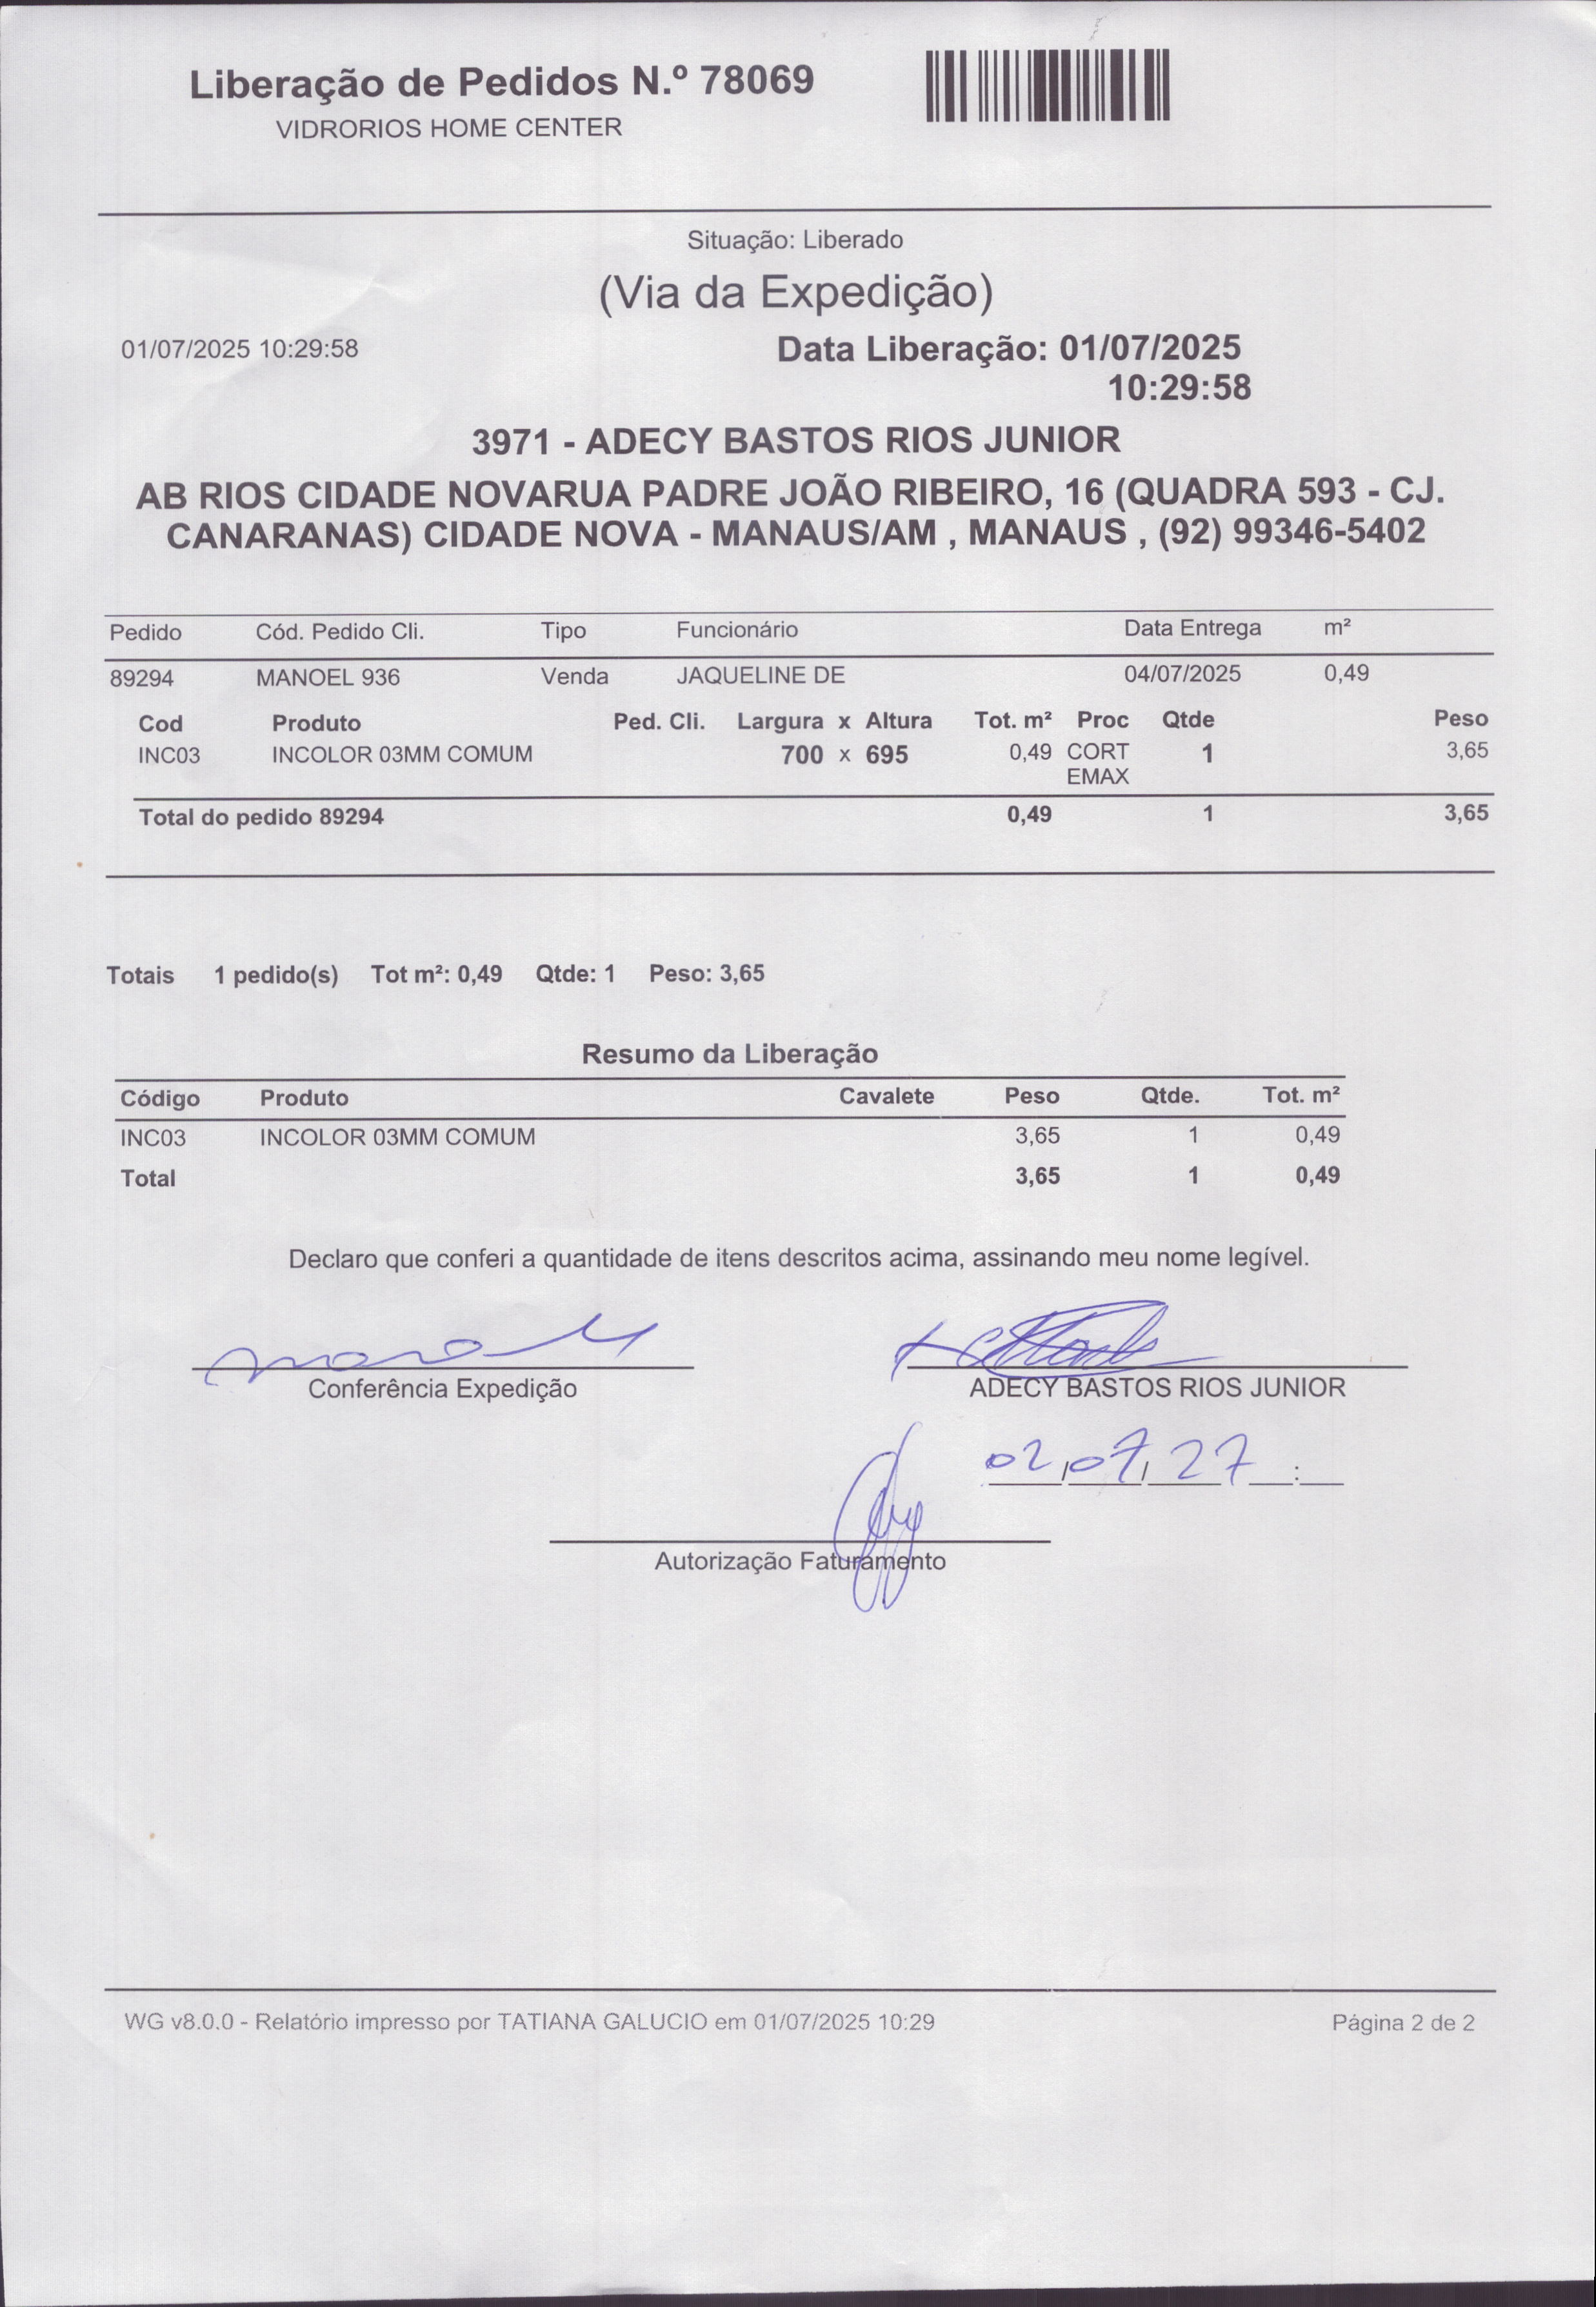 Liberação de Pedidos N.º 78069
VIDRORIOS HOME CENTER
Situação: Liberado
(Via da Expedição)
01/07/2025 10:29:58
Data Liberação: 01/07/2025
10:29:58
3971 - ADECY BASTOS RIOS JUNIOR
AB RIOS CIDADE NOVARUA PADRE JOÃO RIBEIRO, 16 (QUADRA 593 - CJ.
CANARANAS) CIDADE NOVA - MANAUS/AM , MANAUS , (92) 99346-5402
Pedido Cód. Pedido Cli. Tipo Funcionário Data Entrega m²
89294 MANOEL 936 Venda JAQUELINE DE 04/07/2025 0,49
Cod Produto Ped. Cli. Largura x Altura Tot. m² Proc Qtde Peso
INC03 INCOLOR 03MM COMUM 700 x 695 0,49 CORT 1 3,65
EMAX
Total do pedido 89294 0,49 1 3,65
Totais 1 pedido(s) Tot m²: 0,49 Qtde: 1 Peso: 3,65
Resumo da Liberação
Código Produto Cavalete Peso Qtde. Tot. m²
INC03 INCOLOR 03MM COMUM 3,65 1 0,49
Total 3,65 1 0,49
Declaro que conferi a quantidade de itens descritos acima, assinando meu nome legível.
Conferência Expedição ADECY BASTOS RIOS JUNIOR
02/07/27 __:__
Autorização Faturamento
WG v8.0.0 - Relatório impresso por TATIANA GALUCIO em 01/07/2025 10:29 Página 2 de 2